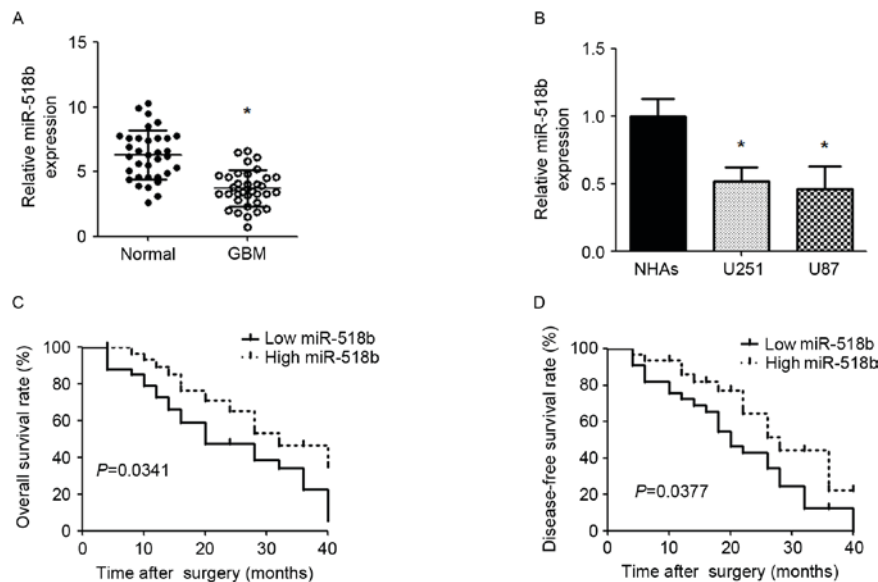 A
Relative miR-518b
expression
15
10
5
0
*
Normal
GBM
B
Relative miR-518b
expression
1.5
1.0
0.5
0.0
*
*
NHAs
U251
U87
C
Overall survival rate (%)
100
80
60
40
20
0
Low miR-518b
High miR-518b
P=0.0341
0
10
20
30
40
Time after surgery (months)
D
Disease-free survival rate (%)
100
80
60
40
20
0
Low miR-518b
High miR-518b
P=0.0377
0
10
20
30
40
Time after surgery (months)